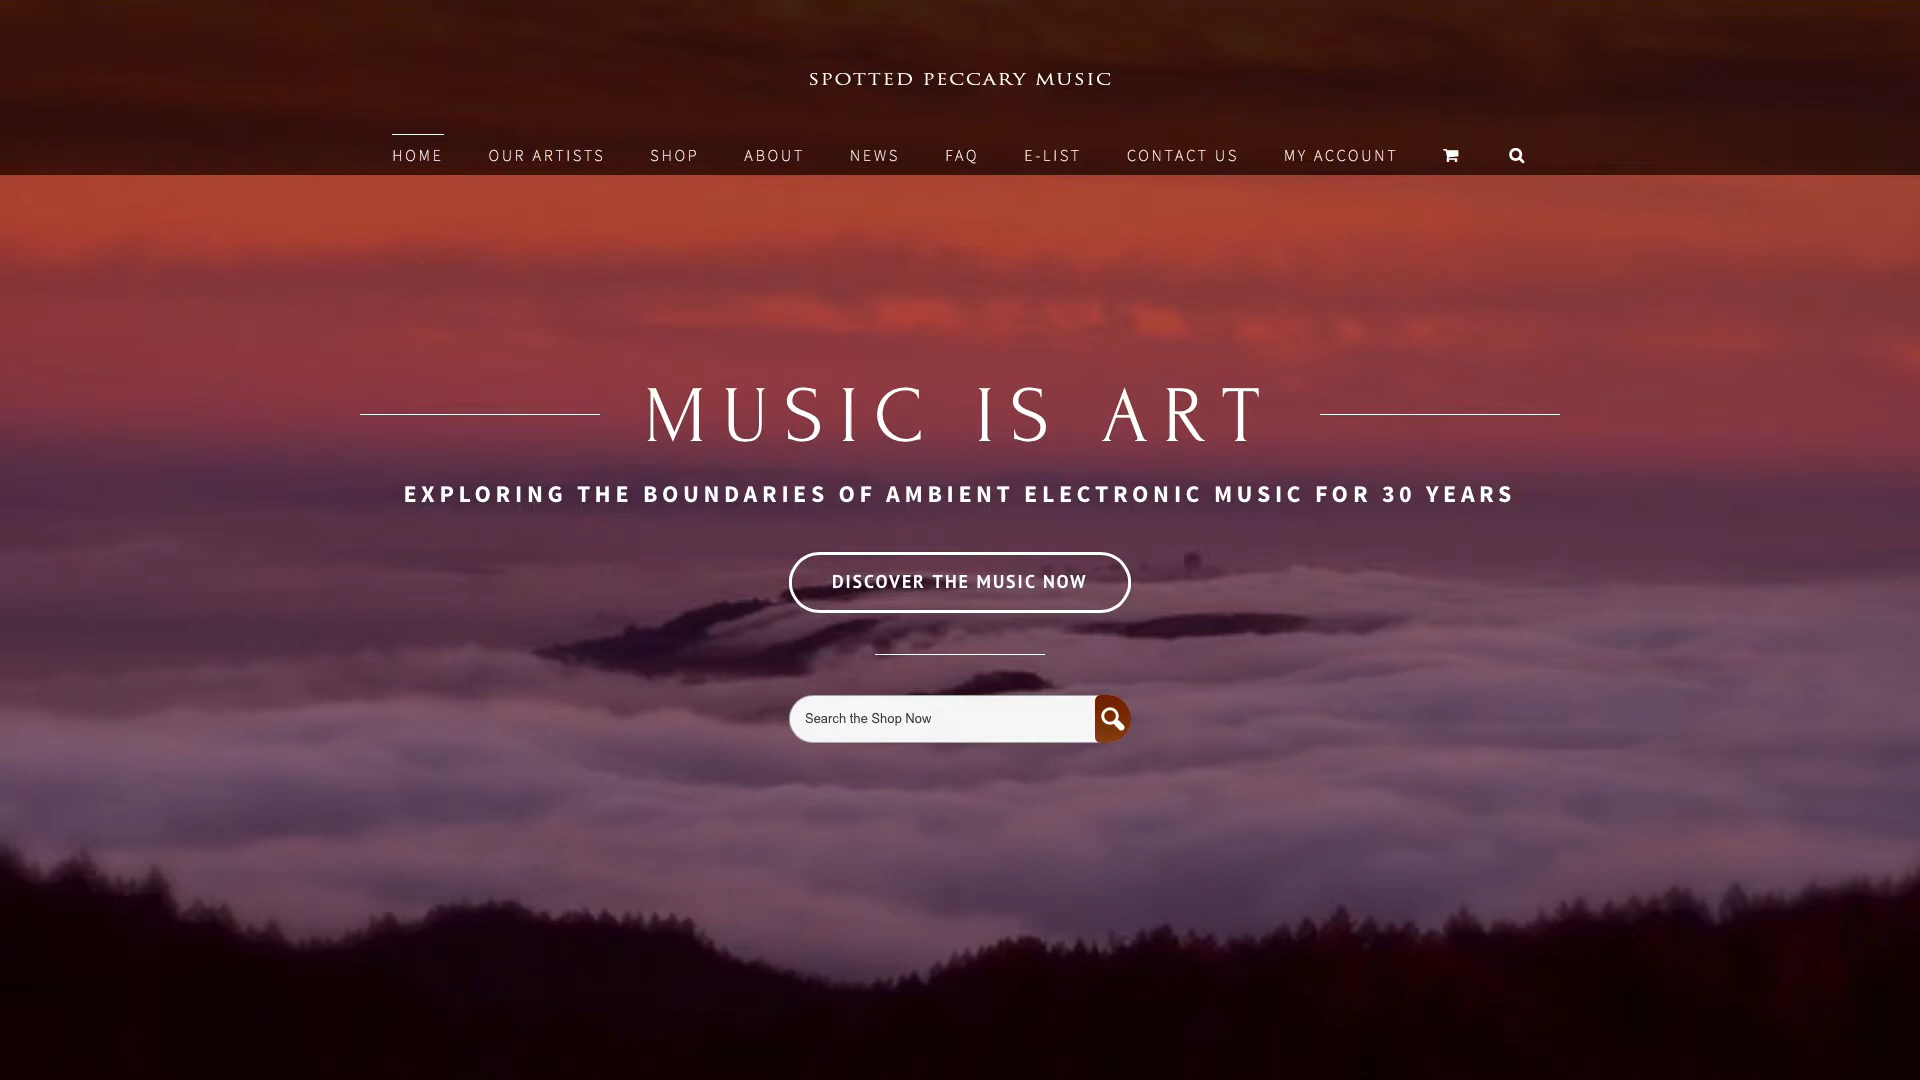 SPOTTED PECCARY MUSIC
HOME OUR ARTISTS SHOP ABOUT NEWS FAQ E-LIST CONTACT US MY ACCOUNT
MUSIC IS ART
EXPLORING THE BOUNDARIES OF AMBIENT ELECTRONIC MUSIC FOR 30 YEARS
DISCOVER THE MUSIC NOW
Search the Shop Now